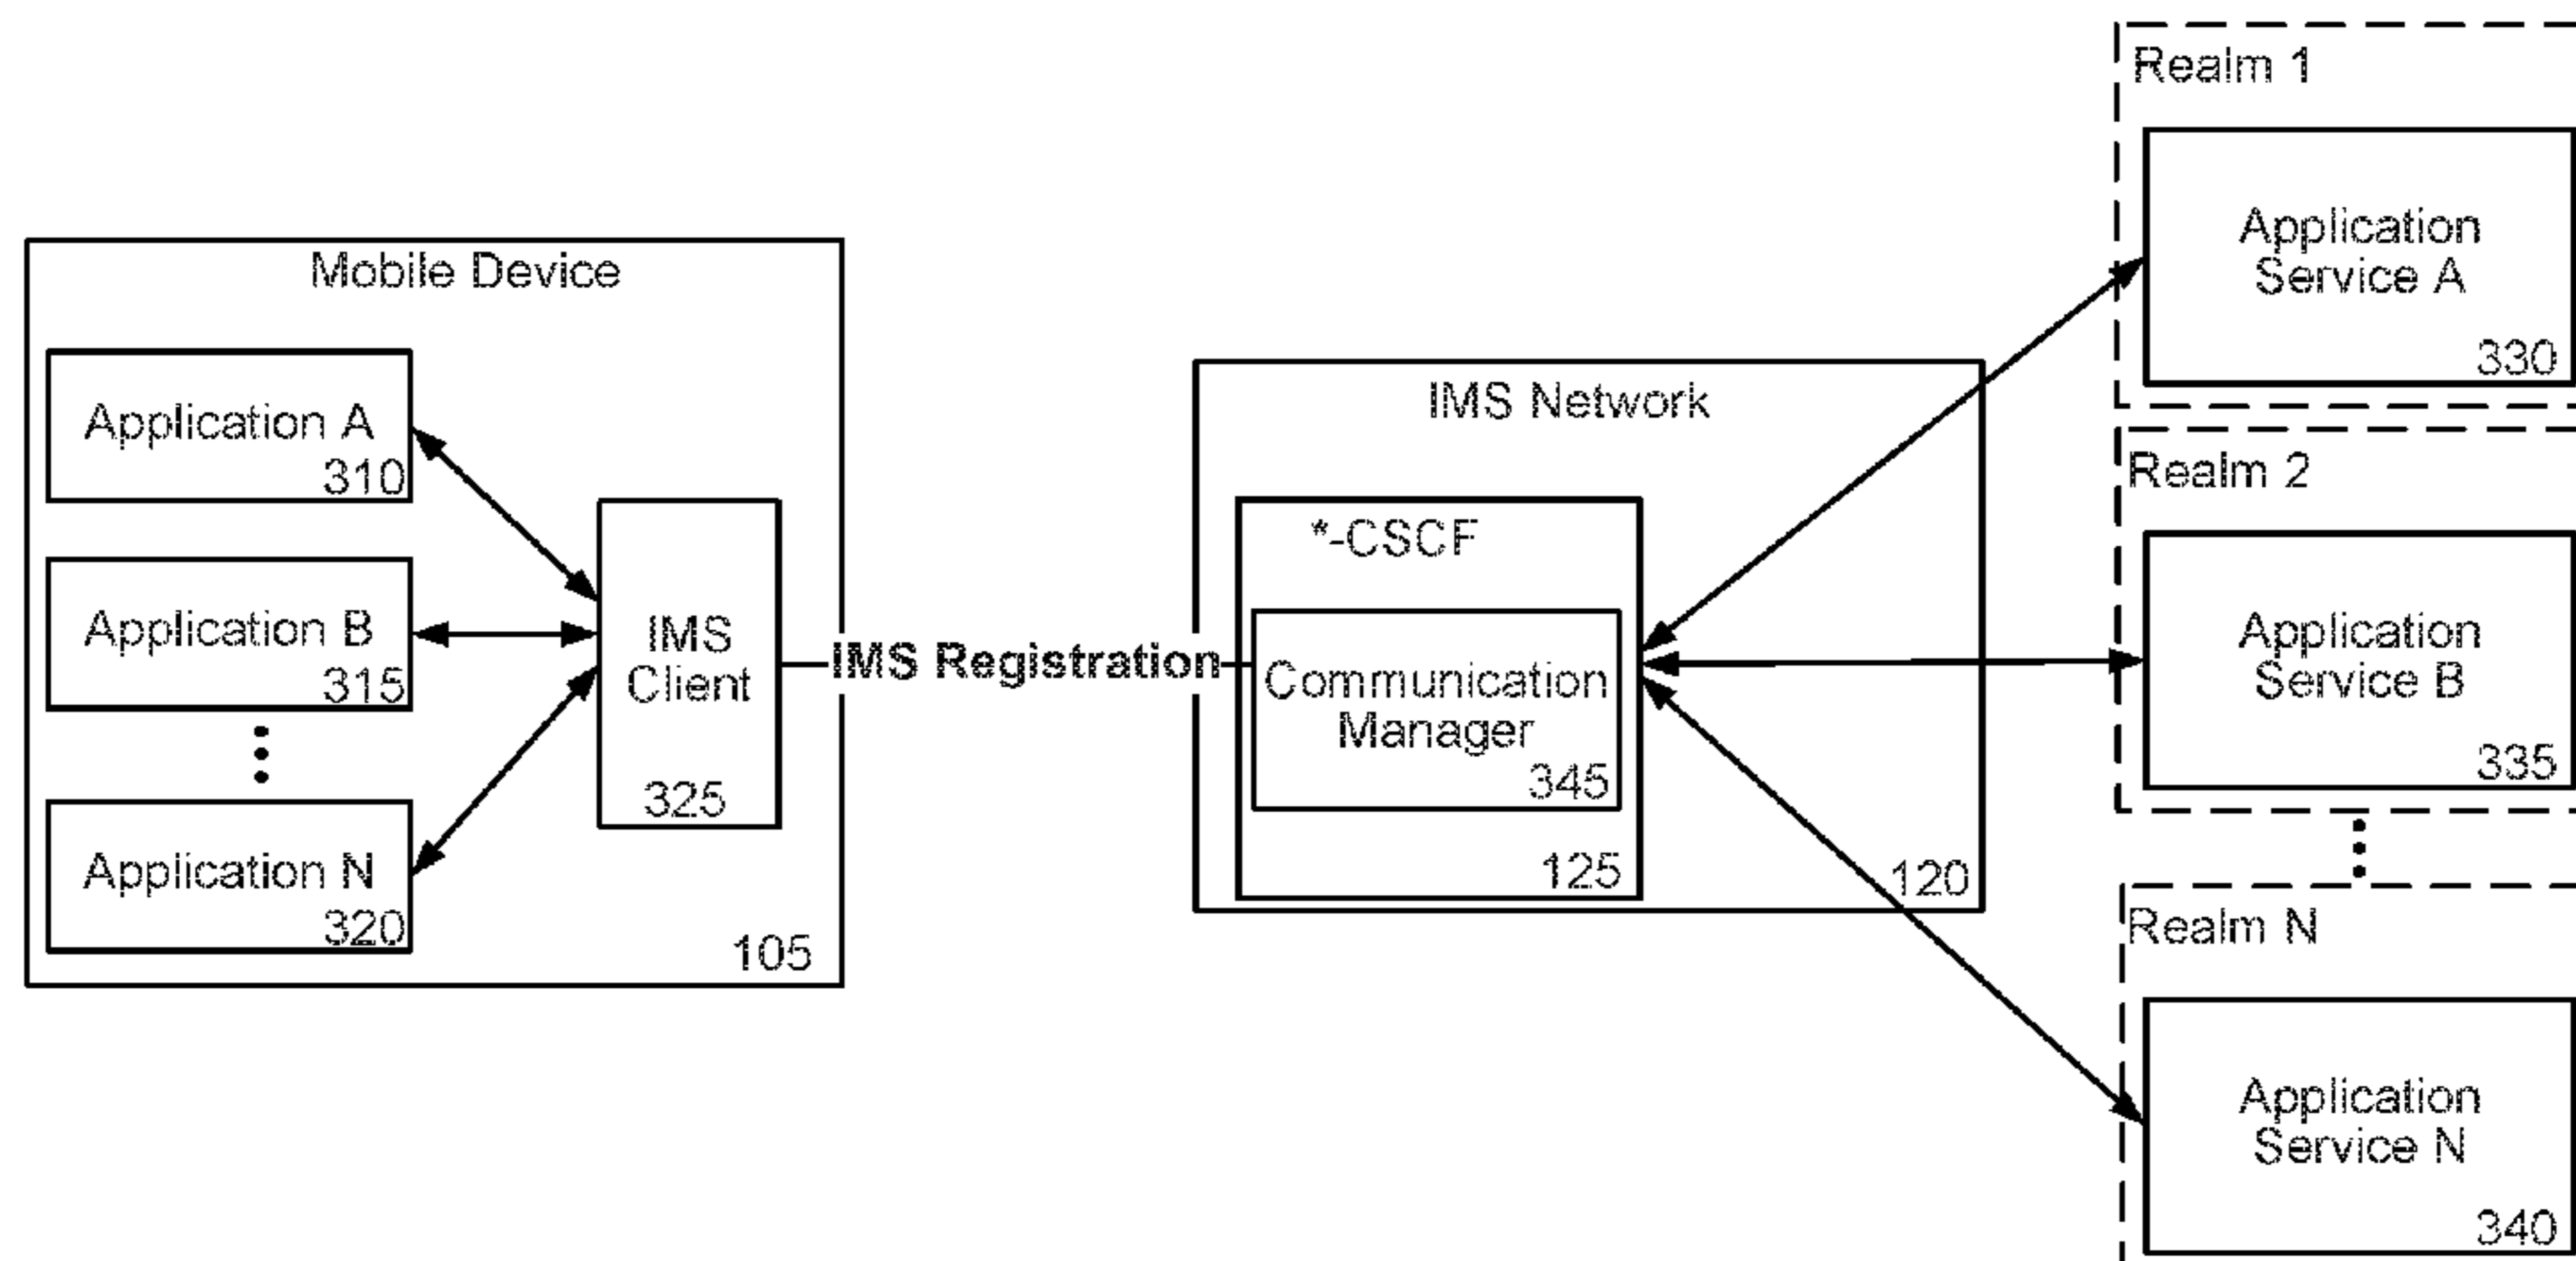 Mobile Device
Application A
310
Application B
315
Application N
320
IMS
Client
325
105
IMS Registration
IMS Network
*-CSCF
Communication
Manager
345
125
120
Realm 1
Application
Service A
330
Realm 2
Application
Service B
335
Realm N
Application
Service N
340